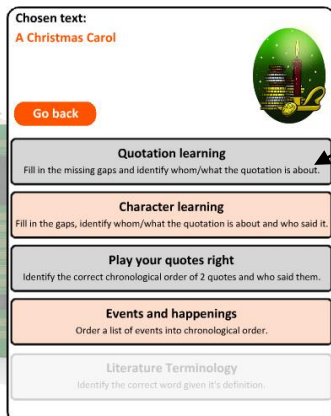 Chosen text:
A Christmas Carol
Go back
Quotation learning
Fill in the missing gaps and identify whom/what the quotation is about.
Character learning
Fill in the gaps, identify whom/what the quotation is about and who said it.
Play your quotes right
Identify the correct chronological order of 2 quotes and who said them.
Events and happenings
Order a list of events into chronological order.
Literature Terminology
Identify the correct word given it's definition.